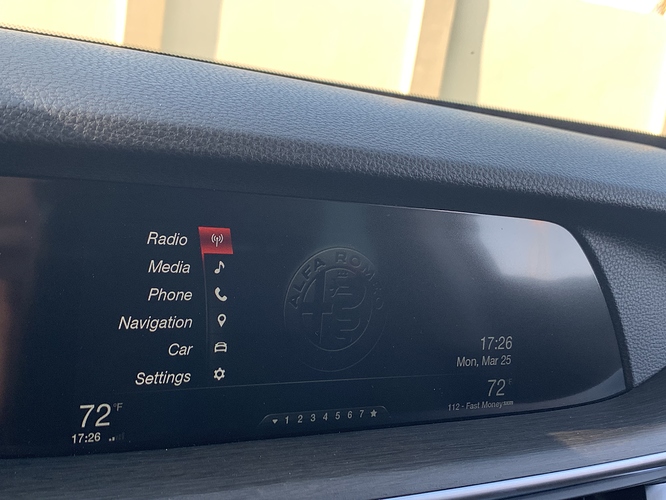 Radio
Media
Phone
Navigation
Car
Settings
ALFA ROMEO
17:26
Mon, Mar 25
72°F
17:26
1 2 3 4 5 6 7
72°F
112 - Fast Money